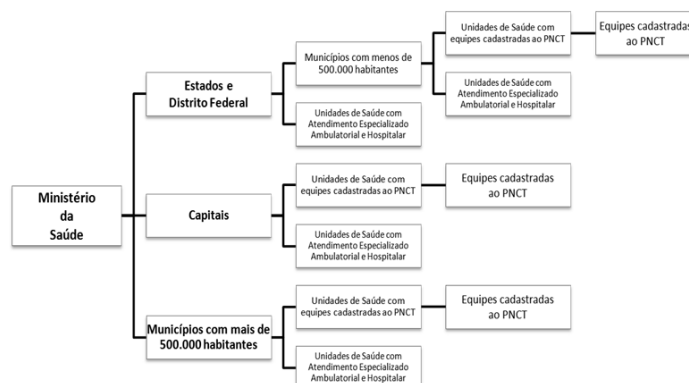 Ministério
da
Saúde
Estados e
Distrito Federal
Municípios com menos de
500.000 habitantes
Unidades de Saúde com
equipes cadastradas ao PNCT
Equipes cadastradas
ao PNCT
Unidades de Saúde com
Atendimento Especializado
Ambulatorial e Hospitalar
Unidades de Saúde com
Atendimento Especializado
Ambulatorial e Hospitalar
Capitais
Unidades de Saúde com
equipes cadastradas ao PNCT
Equipes cadastradas
ao PNCT
Unidades de Saúde com
Atendimento Especializado
Ambulatorial e Hospitalar
Municípios com mais de
500.000 habitantes
Unidades de Saúde com
equipes cadastradas ao PNCT
Equipes cadastradas
ao PNCT
Unidades de Saúde com
Atendimento Especializado
Ambulatorial e Hospitalar